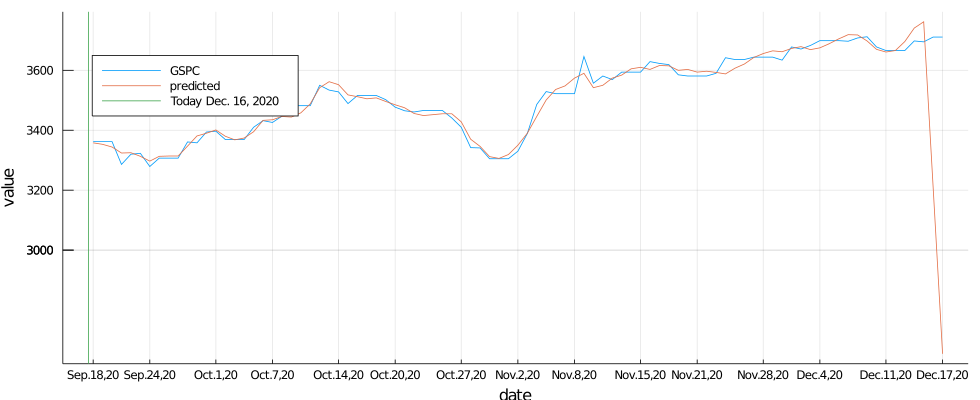 GSPC
predicted
Today Dec. 16, 2020
3600
3400
3200
3000
value
Sep.18,20 Sep.24,20 Oct.1,20 Oct.7,20 Oct.14,20 Oct.20,20 Oct.27,20 Nov.2,20 Nov.8,20 Nov.15,20 Nov.21,20 Nov.28,20 Dec.4,20 Dec.11,20 Dec.17,20
date